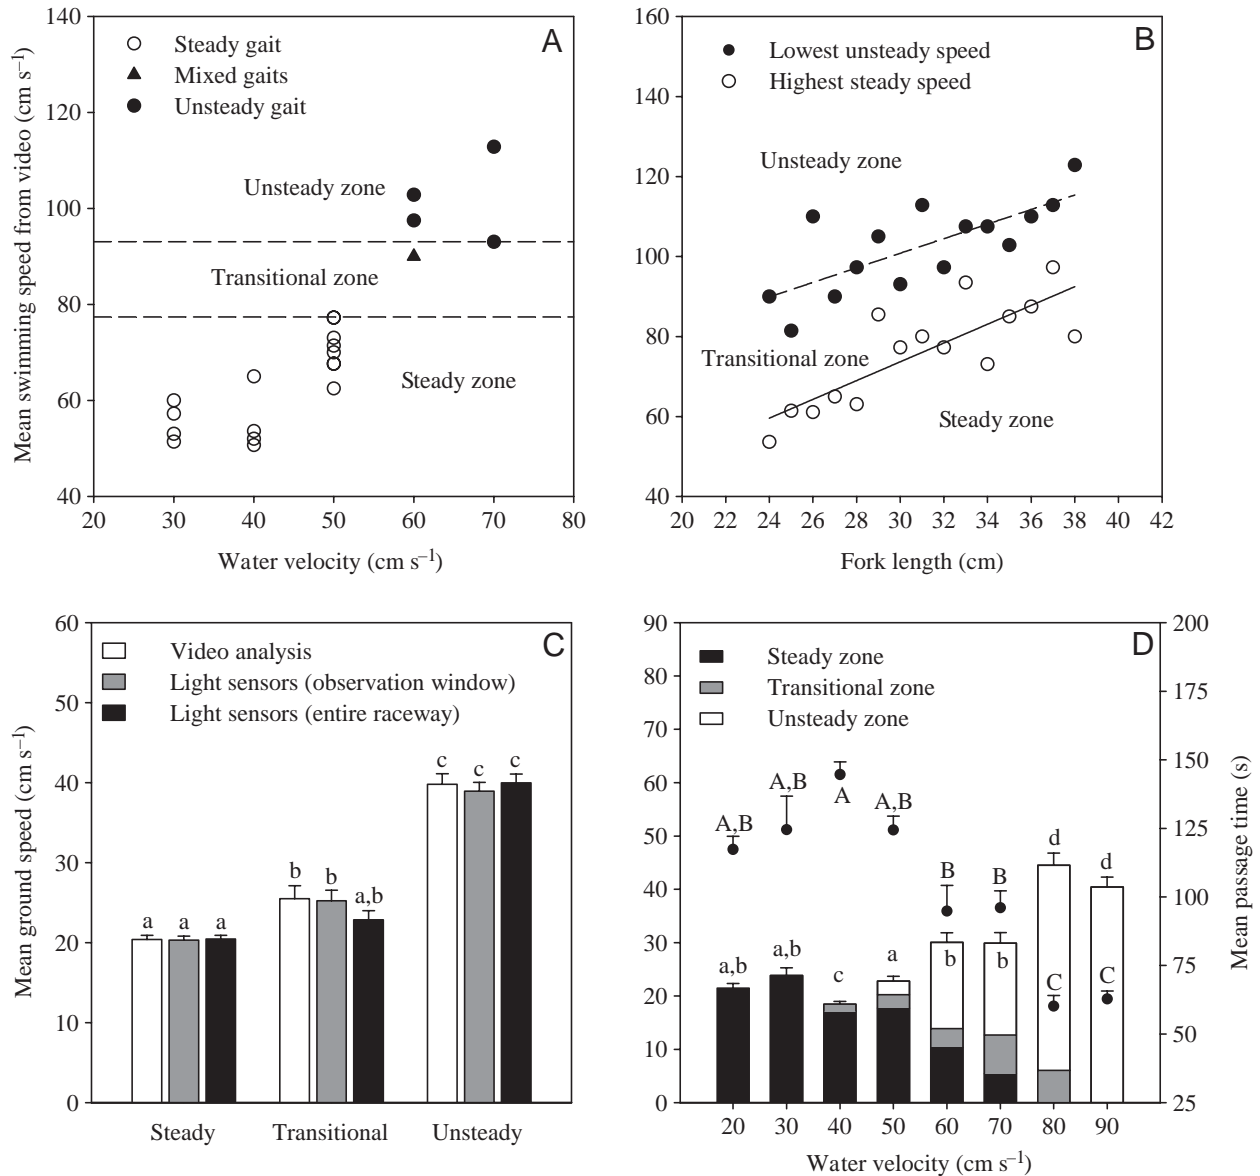 A
Steady gait
Mixed gaits
Unsteady gait
Unsteady zone
Transitional zone
Steady zone
140
120
100
80
60
40
20 30 40 50 60 70 80
Mean swimming speed from video (cm s–1)
Water velocity (cm s–1)
B
Lowest unsteady speed
Highest steady speed
Unsteady zone
Transitional zone
Steady zone
160
140
120
100
80
60
40
20 22 24 26 28 30 32 34 36 38 40 42
Fork length (cm)
C
Video analysis
Light sensors (observation window)
Light sensors (entire raceway)
60
50
40
30
20
10
0
c c c
b b a,b
a a a
Steady Transitional Unsteady
Mean ground speed (cm s–1)
D
Steady zone
Transitional zone
Unsteady zone
90
80
70
60
50
40
30
20
10
0
200
175
150
125
100
75
50
25
A,B A,B A A,B B B C C
a,b a,b c a b b d d
20 30 40 50 60 70 80 90
Water velocity (cm s–1)
Mean passage time (s)